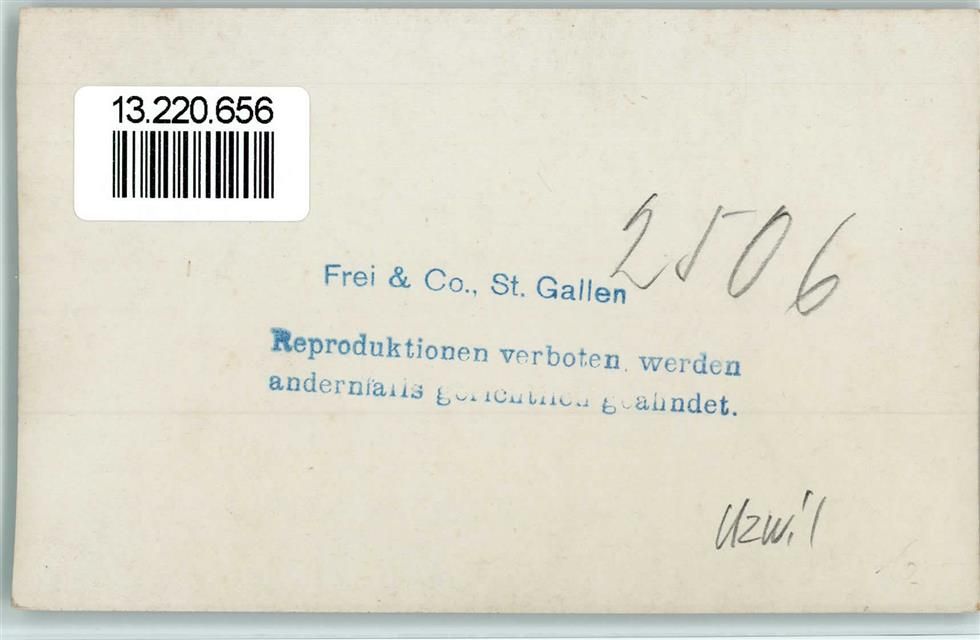 13.220.656
2506
Frei & Co., St. Gallen
Reproduktionen verboten, werden
andernfalls gerichtlich geahndet.
Uzwil